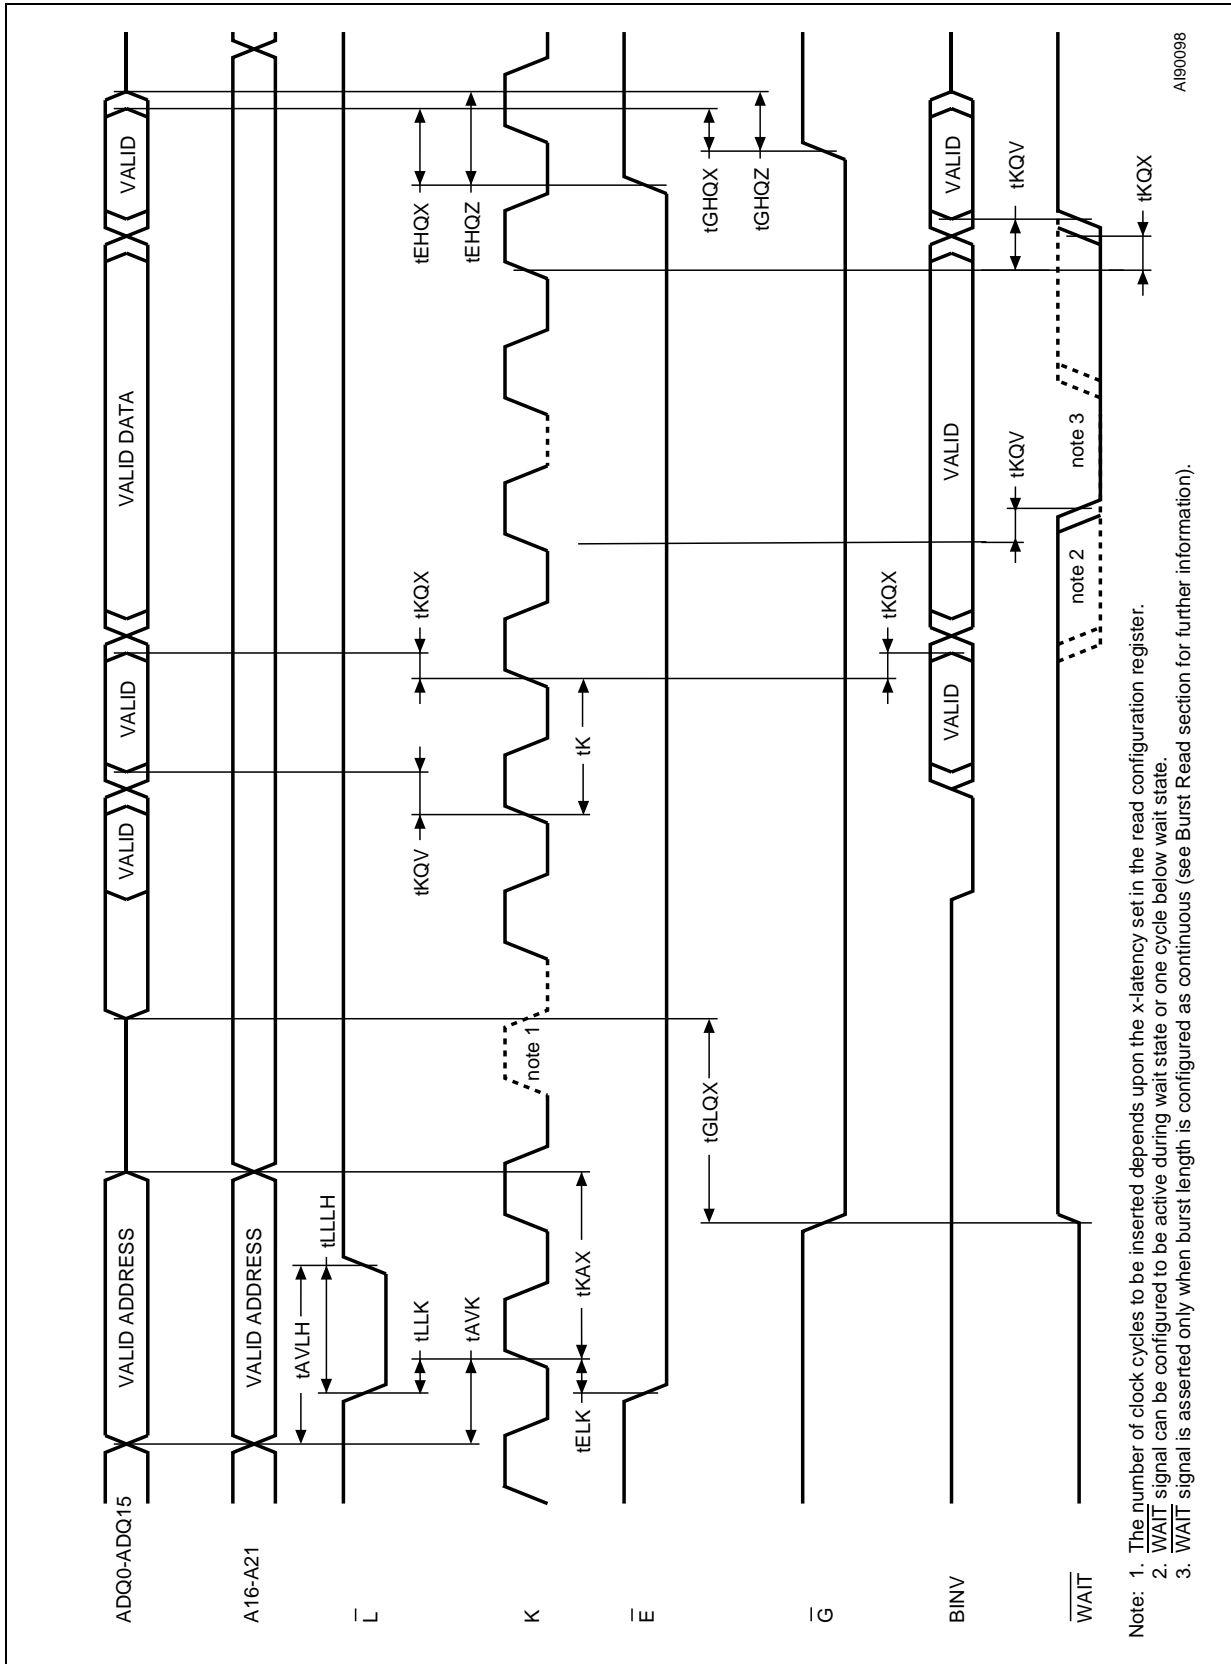 ADQ0-ADQ15
VALID ADDRESS
VALID
VALID
VALID DATA
VALID
A16-A21
VALID ADDRESS
L
tAVLH
tLLLH
tLLK
tAVK
tKQV
tKQX
tEHQX
tEHQZ
K
note 1
tELK
tKAX
tK
E
tGLQX
tGHQX
tGHQZ
G
tKQX
BINV
VALID
VALID
VALID
tKQV
tKQV
WAIT
note 2
note 3
tKQX
Note: 1. The number of clock cycles to be inserted depends upon the x-latency set in the read configuration register.
2. WAIT signal can be configured to be active during wait state or one cycle below wait state.
3. WAIT signal is asserted only when burst length is configured as continuous (see Burst Read section for further information).
AI90098